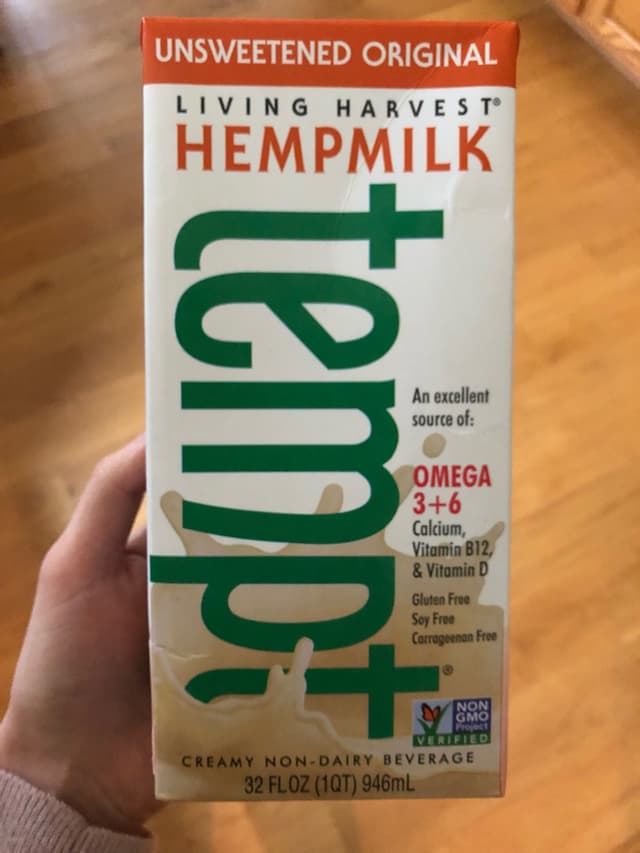 UNSWEETENED ORIGINAL
LIVING HARVEST®
HEMPMILK
tempt®
An excellent
source of:
OMEGA
3+6
Calcium,
Vitamin B12,
& Vitamin D
Gluten Free
Soy Free
Carrageenan Free
NON
GMO
Project
VERIFIED
CREAMY NON-DAIRY BEVERAGE
32 FL OZ (1QT) 946mL